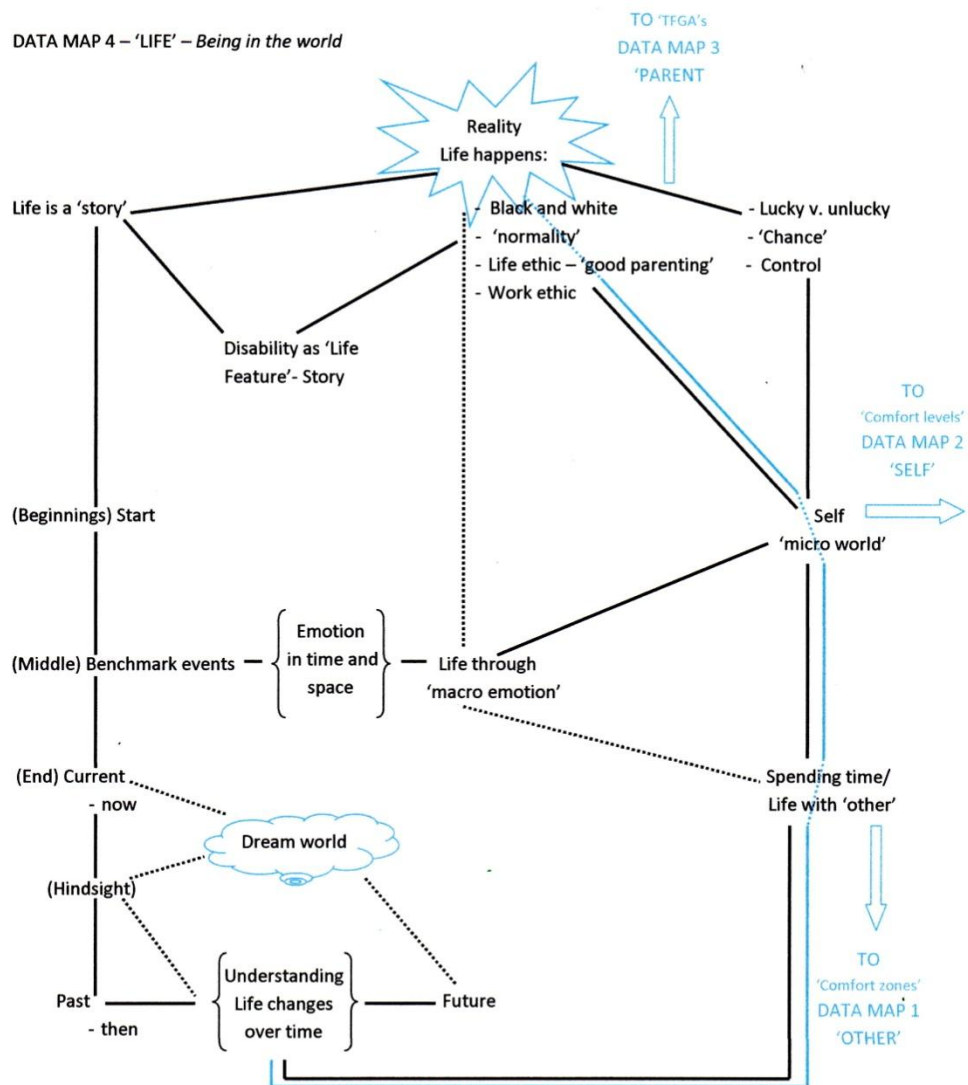 DATA MAP 4 – ‘LIFE’ – Being in the world
TO ‘TFGA’s
DATA MAP 3
‘PARENT
Reality
Life happens:
Life is a ‘story’
- Black and white
- ‘normality’
- Life ethic – ‘good parenting’
- Work ethic
- Lucky v. unlucky
- ‘Chance’
- Control
Disability as ‘Life
Feature’- Story
TO
‘Comfort levels’
DATA MAP 2
‘SELF’
(Beginnings) Start
Self
‘micro world’
(Middle) Benchmark events
Emotion
in time and
space
Life through
‘macro emotion’
(End) Current
- now
Spending time/
Life with ‘other’
Dream world
(Hindsight)
Past
- then
Understanding
Life changes
over time
Future
TO
‘Comfort zones’
DATA MAP 1
‘OTHER’